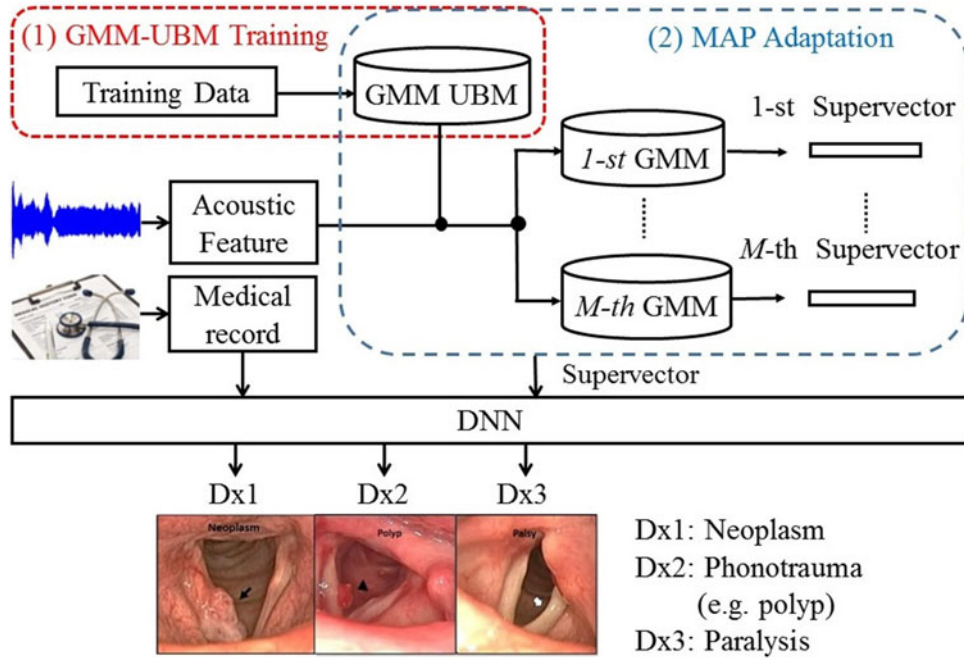 (1) GMM-UBM Training
(2) MAP Adaptation
Training Data
GMM UBM
1-st Supervector
1-st GMM
Acoustic
Feature
M-th Supervector
M-th GMM
Medical
record
Supervector
DNN
Dx1
Dx2
Dx3
Neoplasm
Polyp
Palsy
Dx1: Neoplasm
Dx2: Phonotrauma
(e.g. polyp)
Dx3: Paralysis